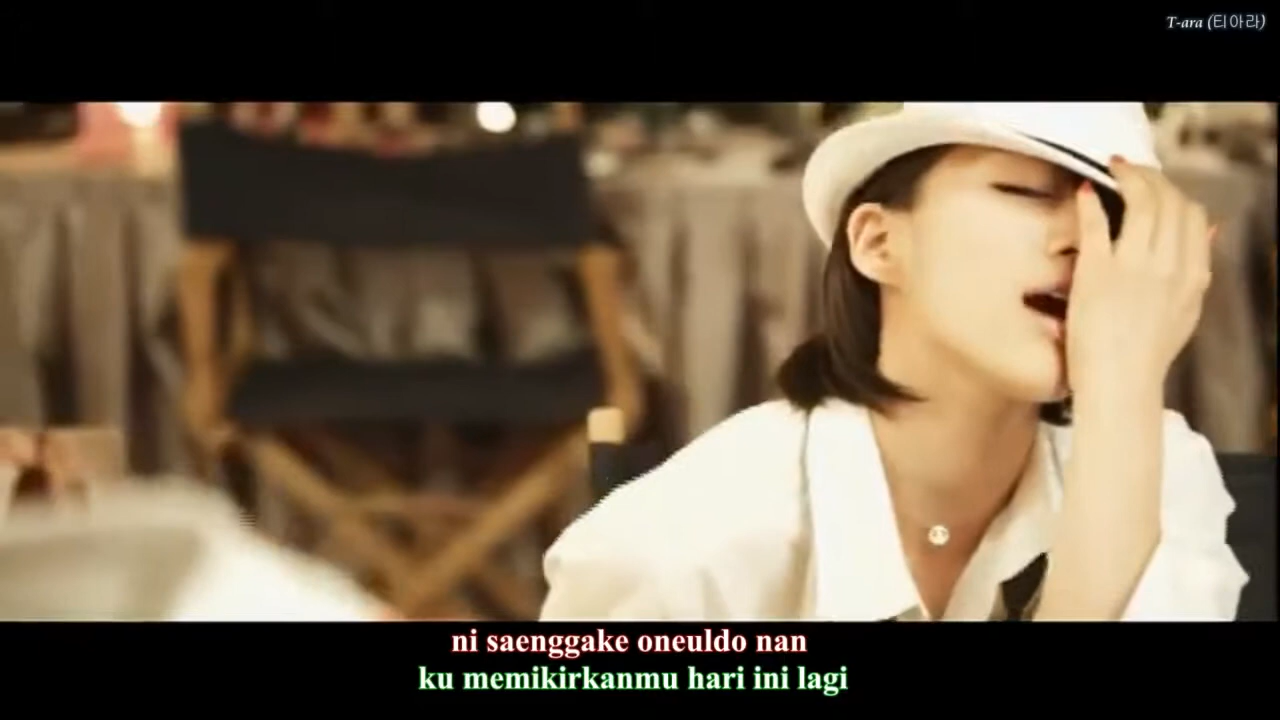 T-ara (티아라)
ni saenggake oneuldo nan
ku memikirkanmu hari ini lagi